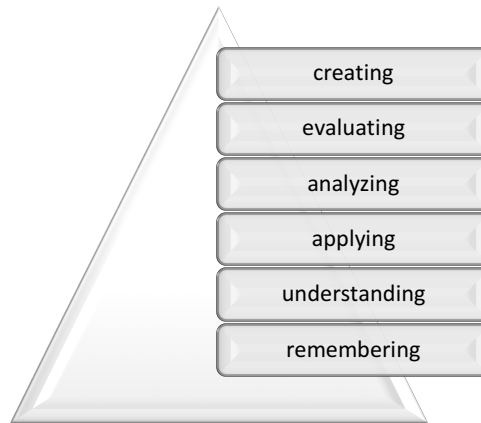 creating
evaluating
analyzing
applying
understanding
remembering